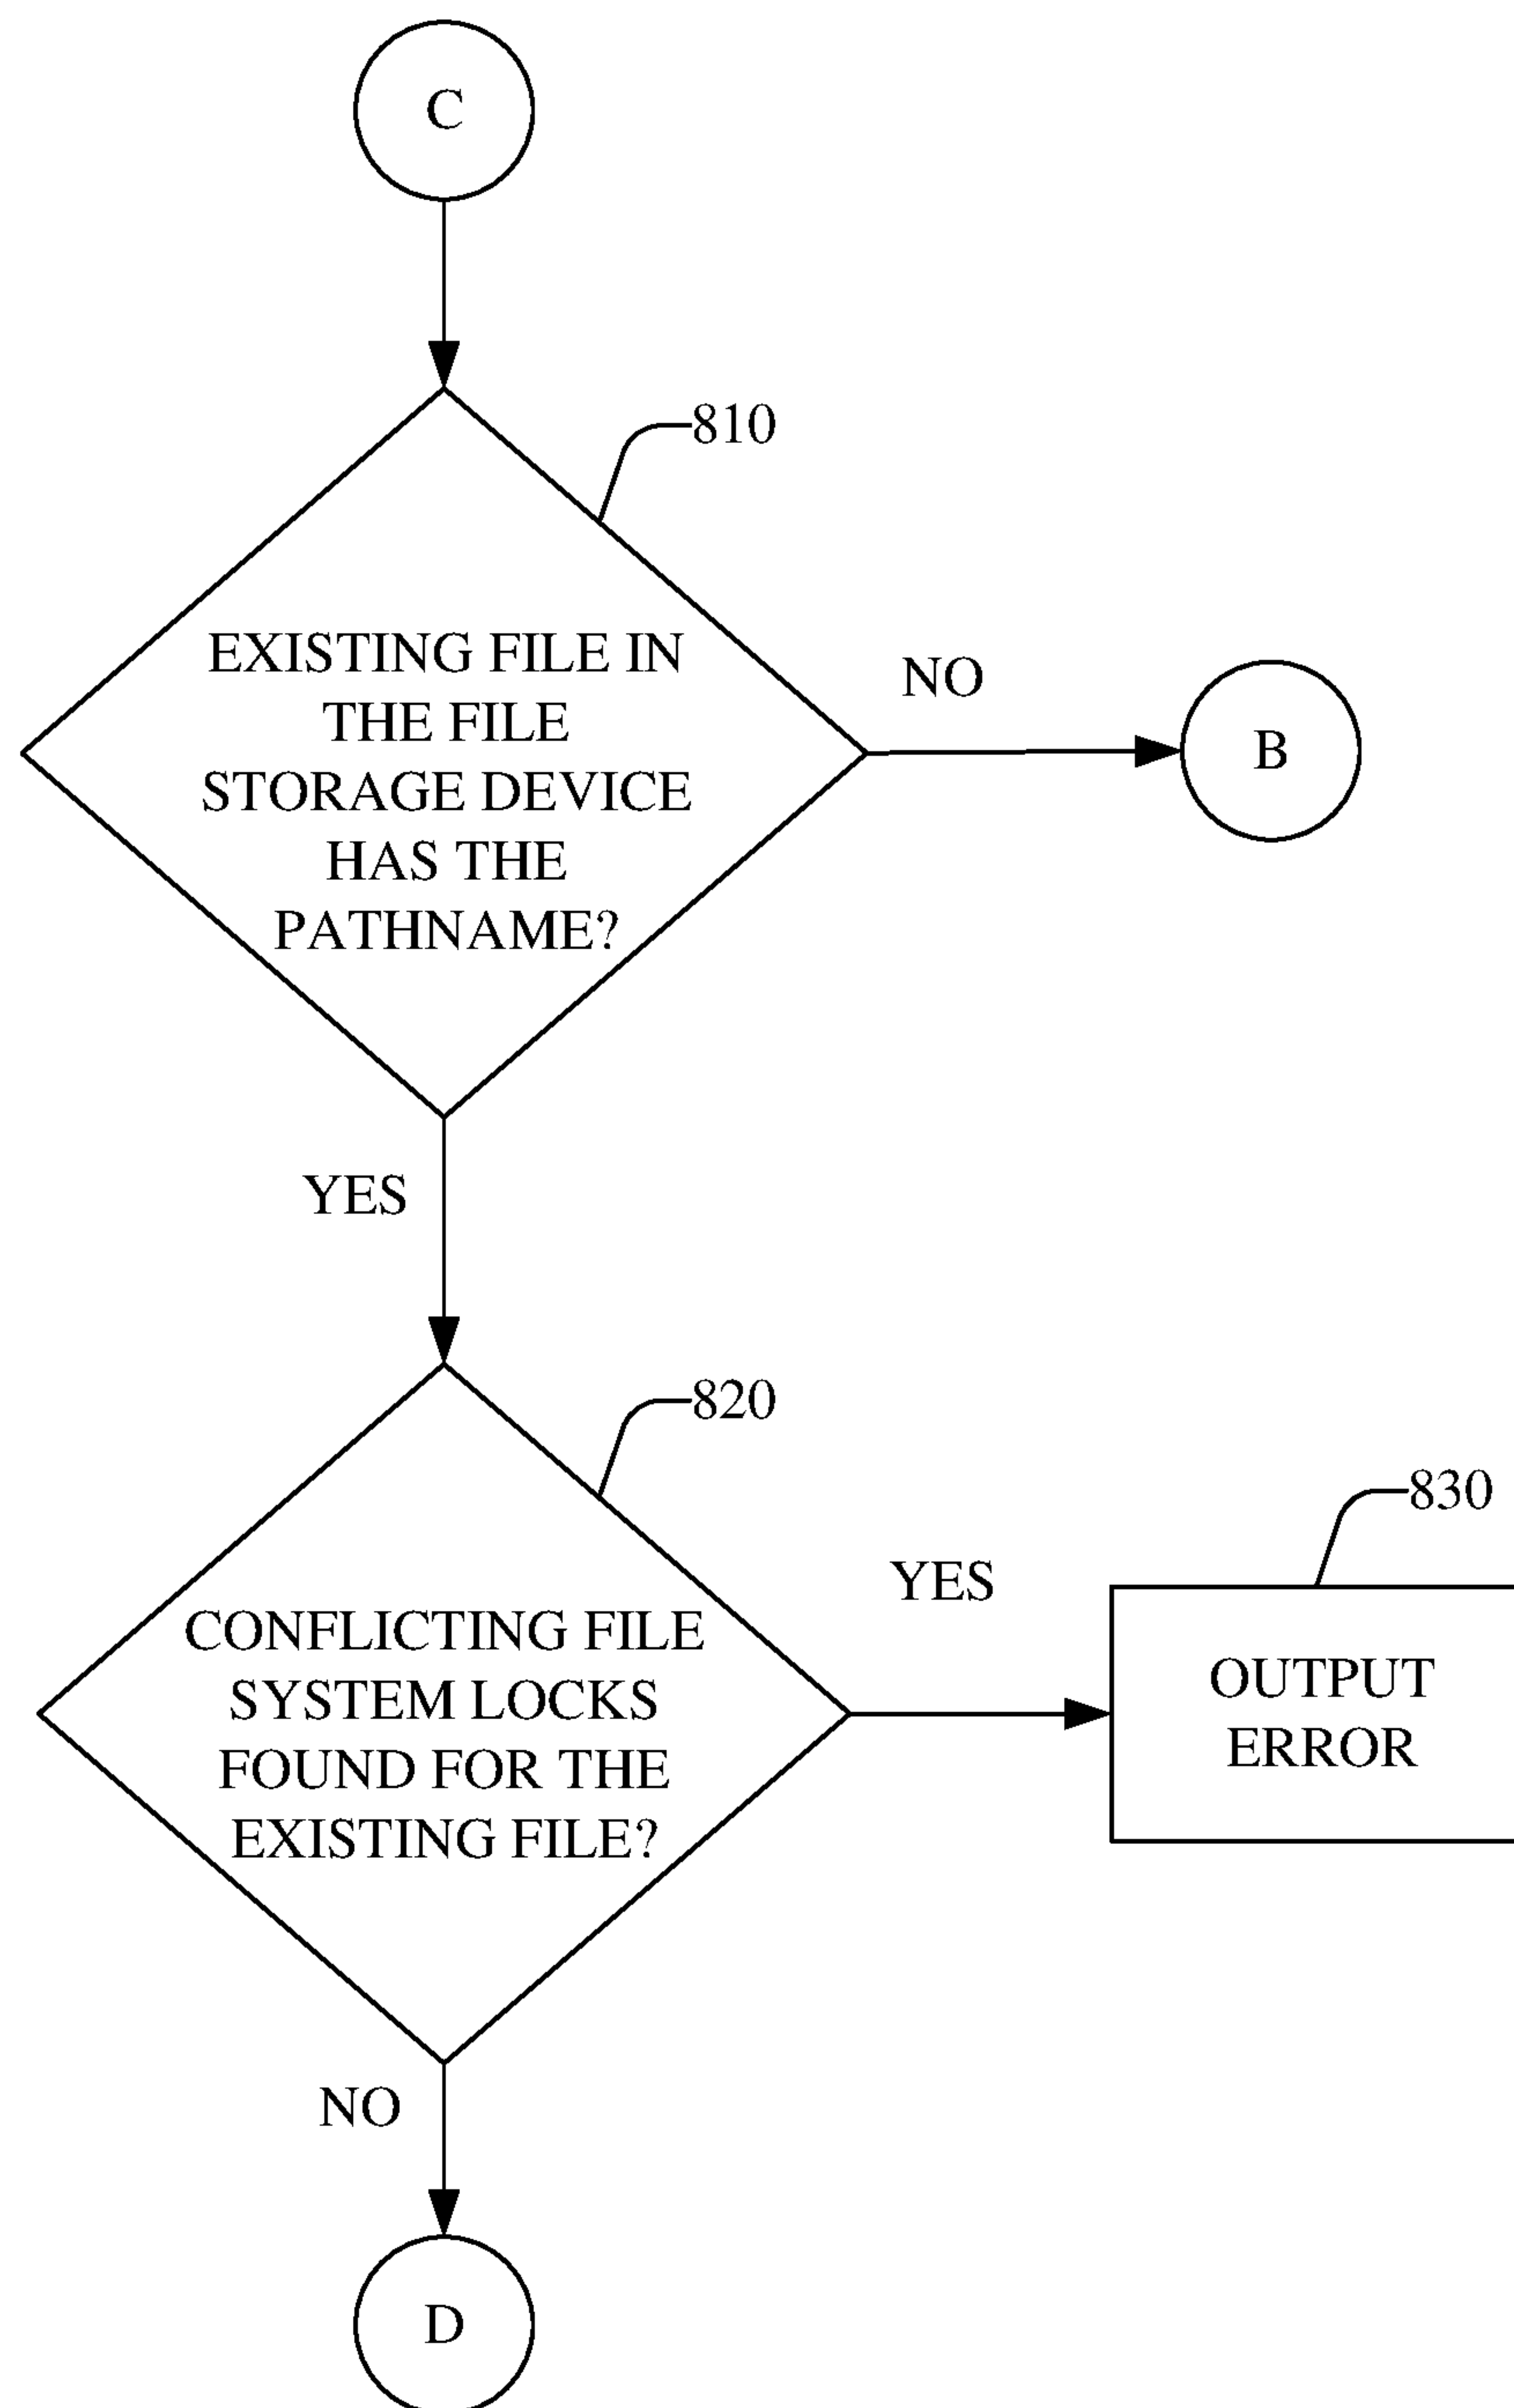 C
810
EXISTING FILE IN
THE FILE
STORAGE DEVICE
HAS THE
PATHNAME?
NO
B
YES
820
CONFLICTING FILE
SYSTEM LOCKS
FOUND FOR THE
EXISTING FILE?
YES
830
OUTPUT
ERROR
NO
D